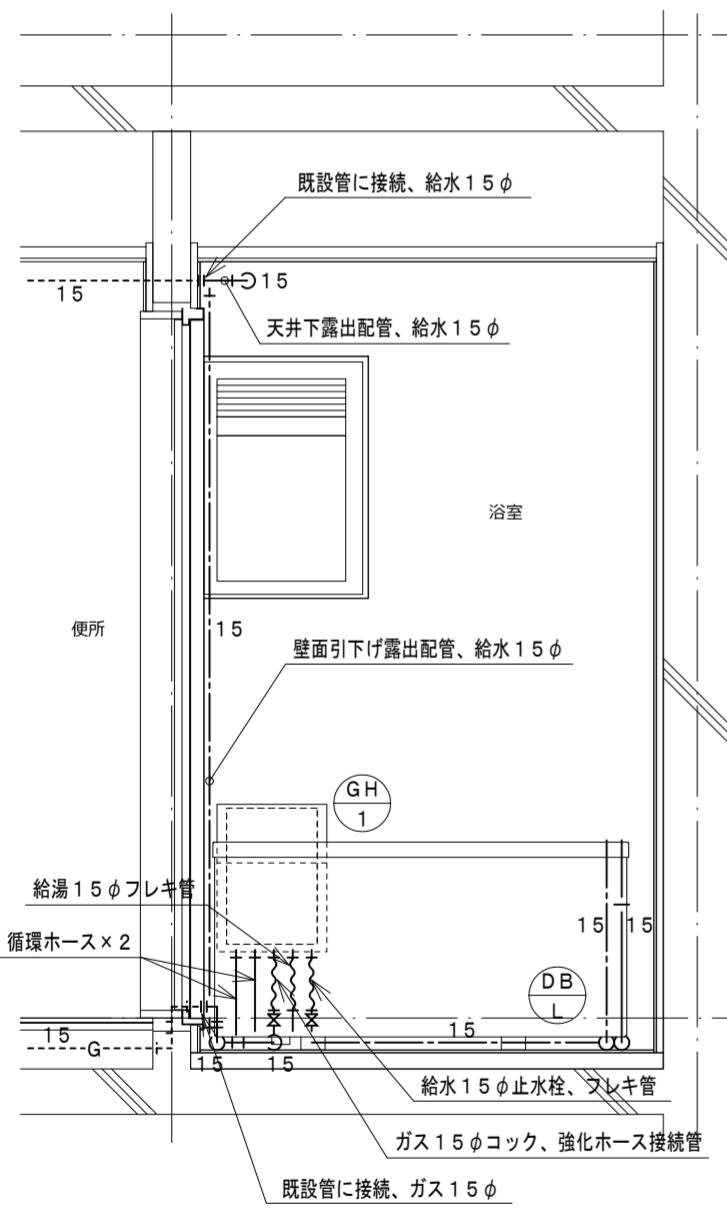 既設管に接続、給水１５φ
15
15
天井下露出配管、給水１５φ
浴室
便所
15
壁面引下げ露出配管、給水１５φ
GH
1
給湯１５φフレキ管
循環ホース×２
15
15
DB
L
15
15
G
15
15
給水１５φ止水栓、フレキ管
ガス１５φコック、強化ホース接続管
既設管に接続、ガス１５φ